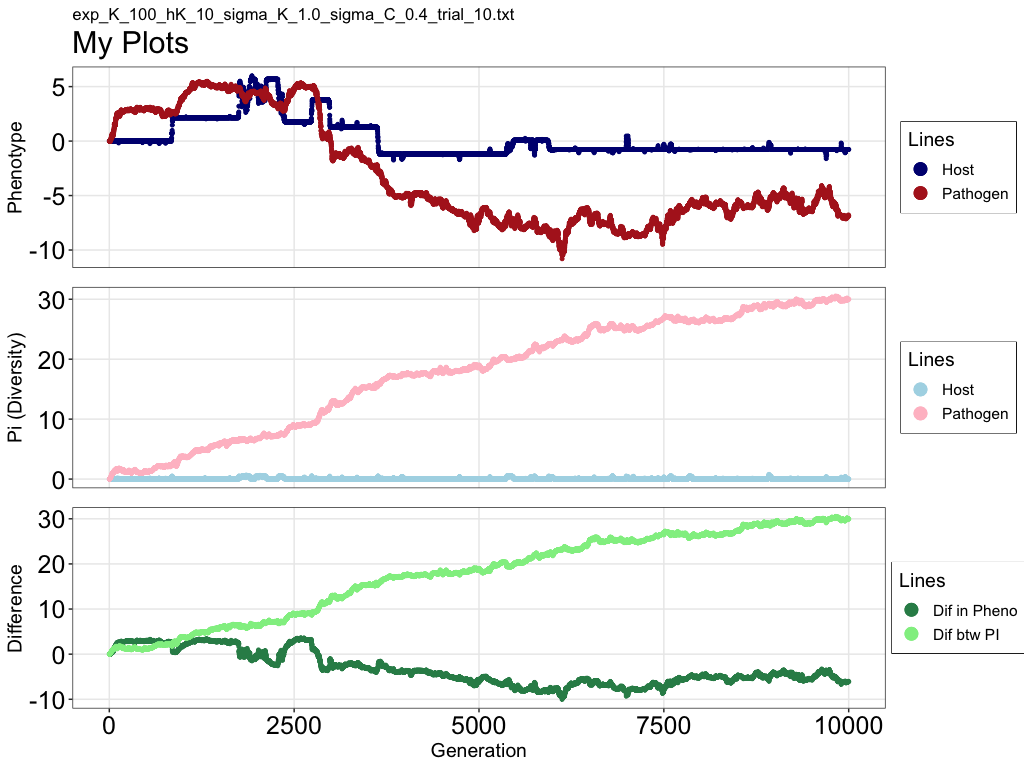 exp_K_100_hK_10_sigma_K_1.0_sigma_C_0.4_trial_10.txt
My Plots
Phenotype
5
0
-5
-10
Lines
Host
Pathogen
Pi (Diversity)
30
20
10
0
Lines
Host
Pathogen
Difference
30
20
10
0
-10
Lines
Dif in Pheno
Dif btw PI
0 2500 5000 7500 10000
Generation